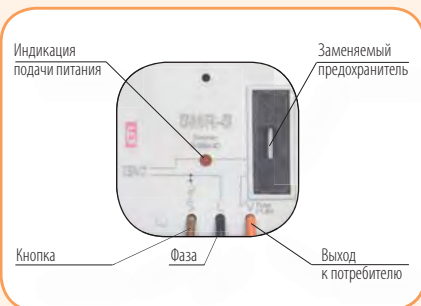 Индикация
подачи питания
Заменяемый
предохранитель
SMR-S
Кнопка
Фаза
Выход
к потребителю